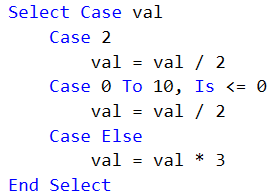 Select Case val
    Case 2
        val = val / 2
    Case 0 To 10, Is <= 0
        val = val / 2
    Case Else
        val = val * 3
End Select